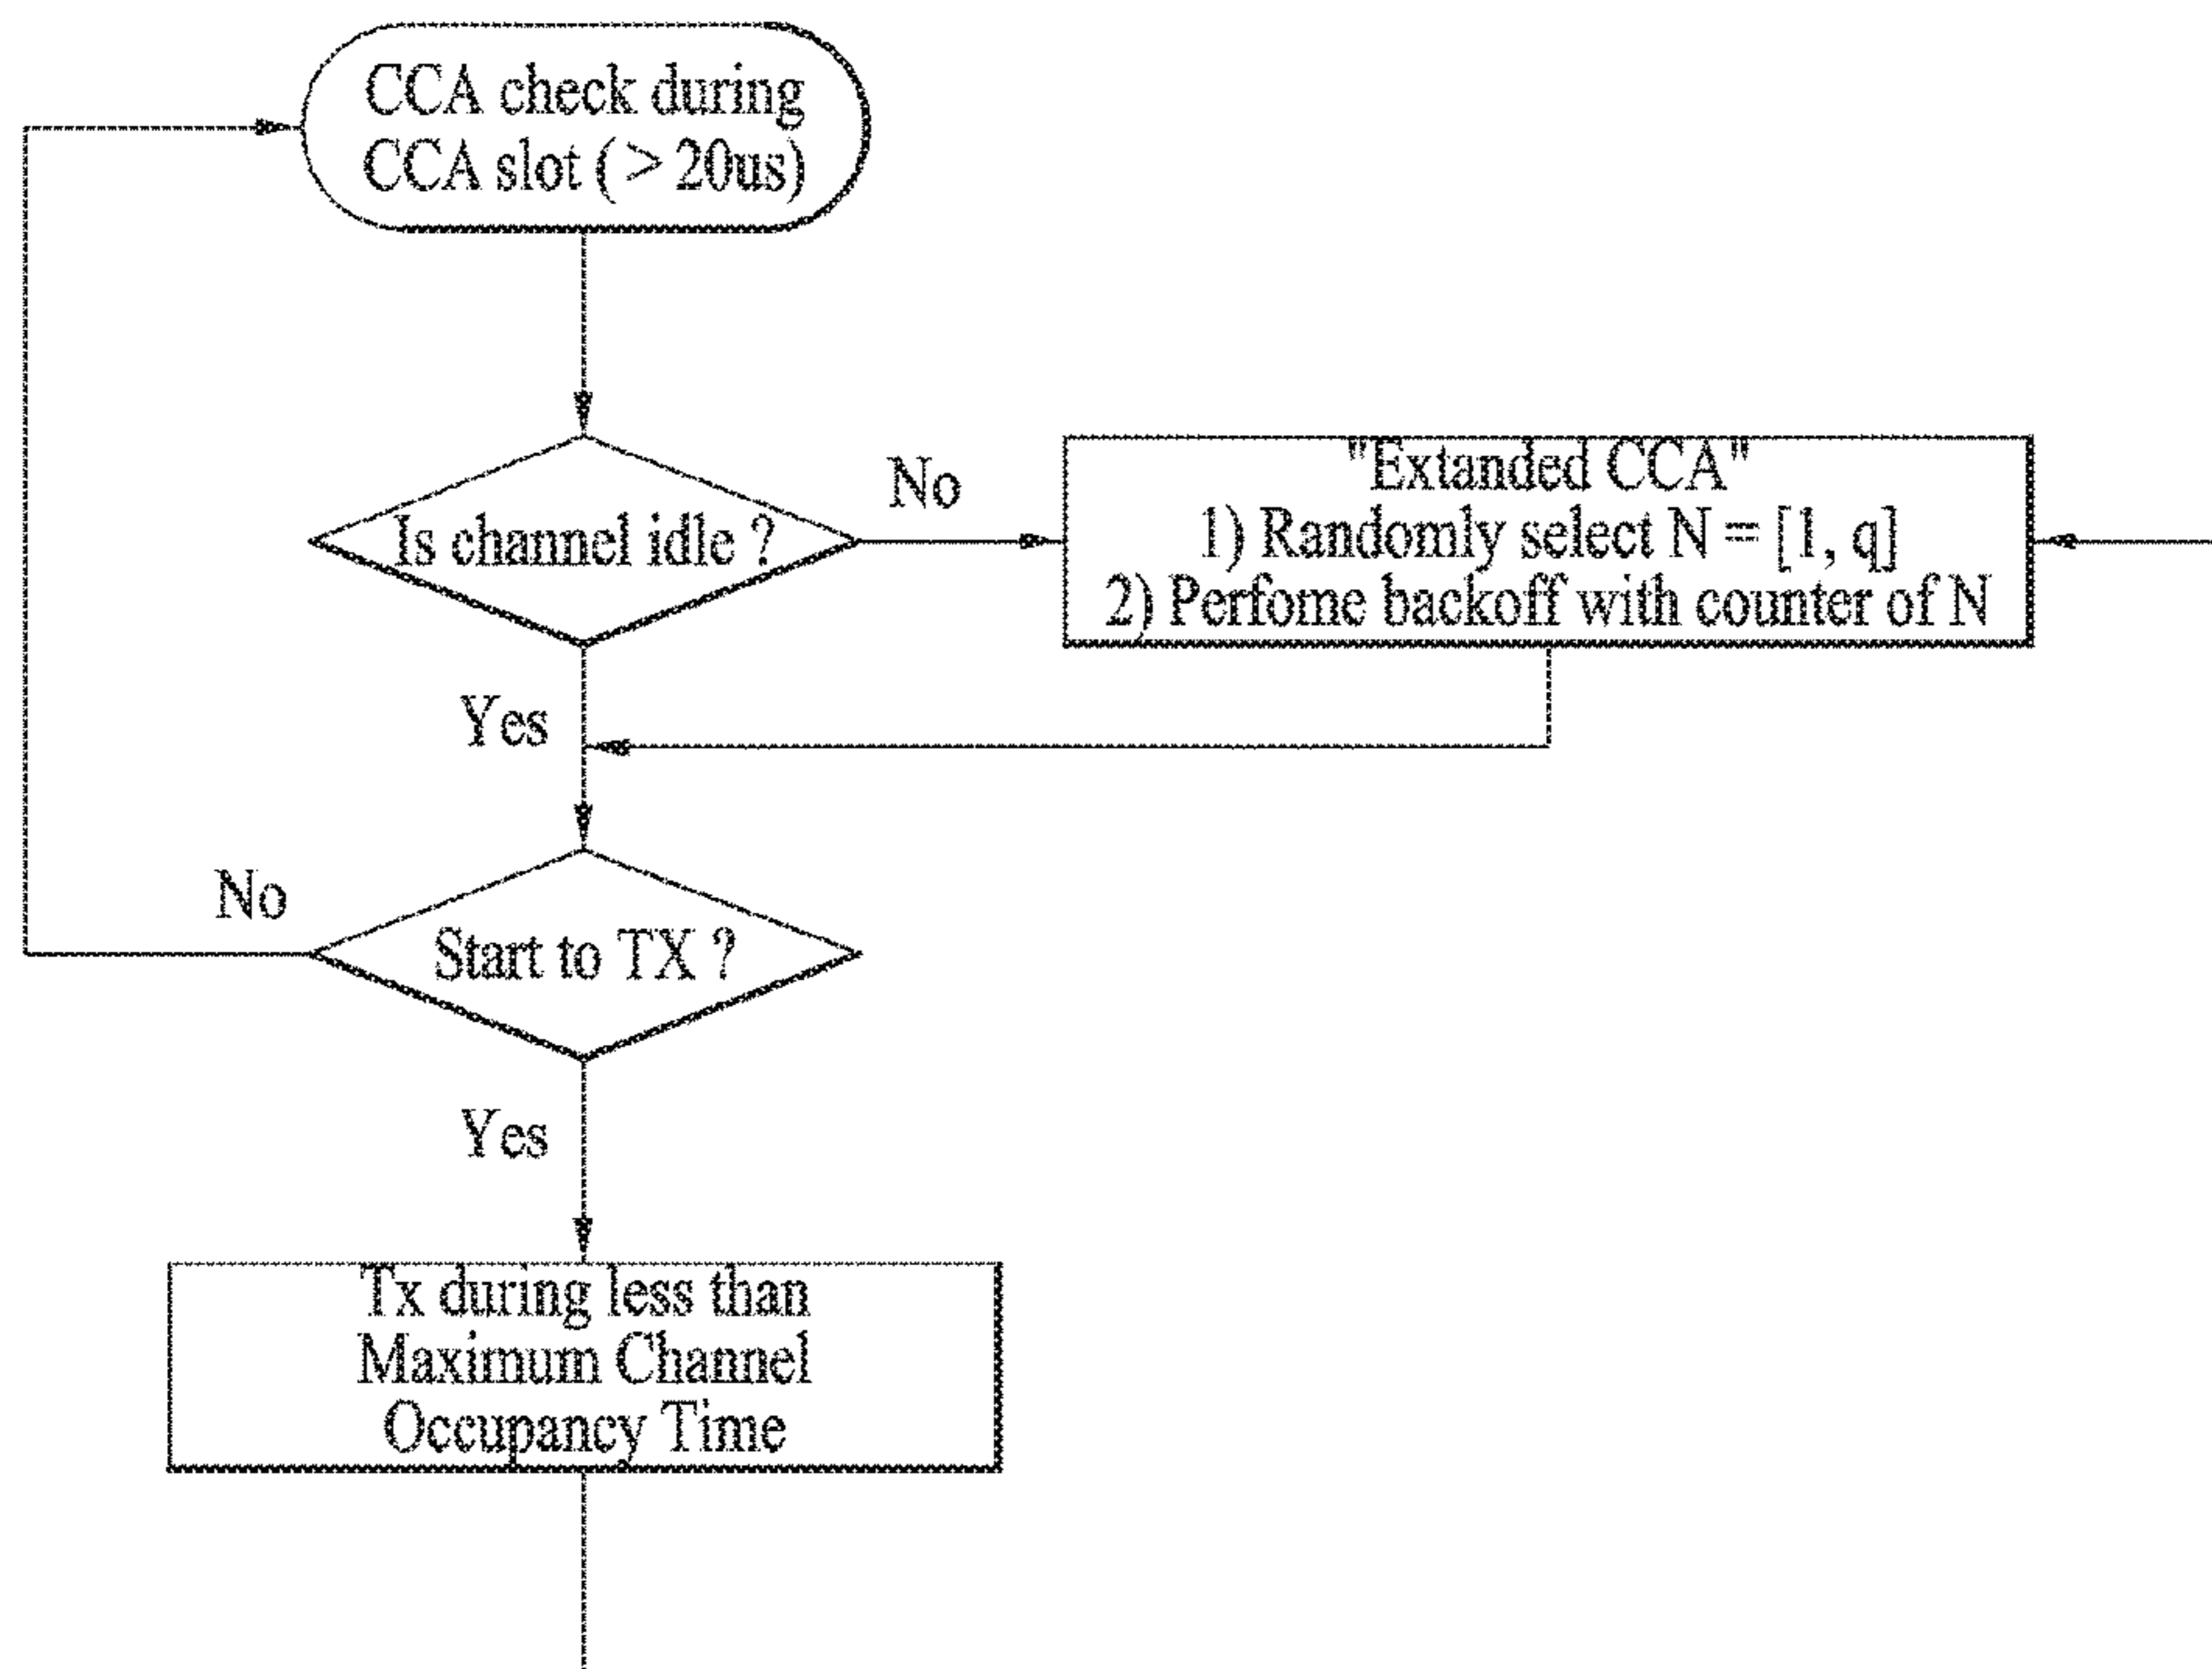 CCA check during
CCA slot ( > 20us)
Is channel idle ?
No
"Extanded CCA"
1) Randomly select N = [1, q]
2) Perfome backoff with counter of N
Yes
No
Start to TX ?
Yes
Tx during less than
Maximum Channel
Occupancy Time